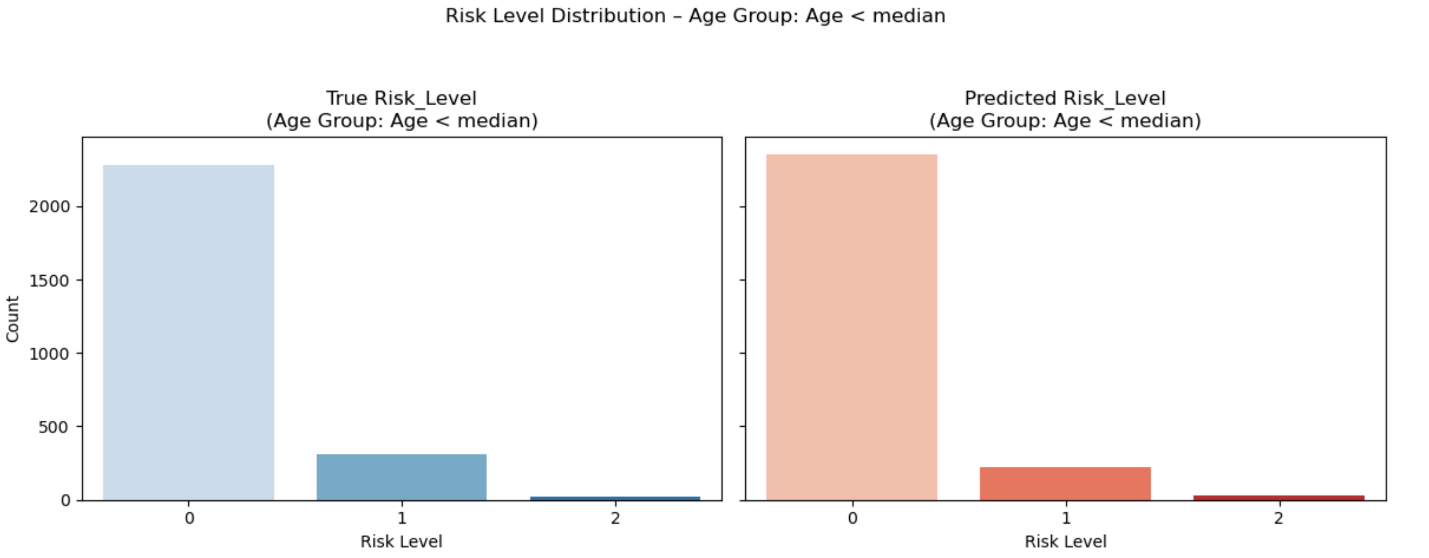 Risk Level Distribution – Age Group: Age < median
True Risk_Level
(Age Group: Age < median)
Count
2000
1500
1000
500
0
0 1 2
Risk Level
Predicted Risk_Level
(Age Group: Age < median)
0 1 2
Risk Level